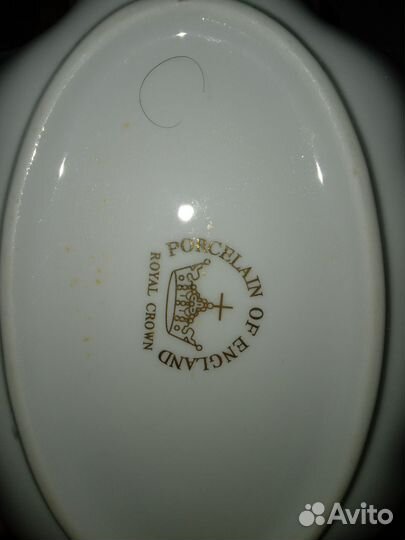 PORCELAIN OF ENGLAND
ROYAL CROWN
Avito